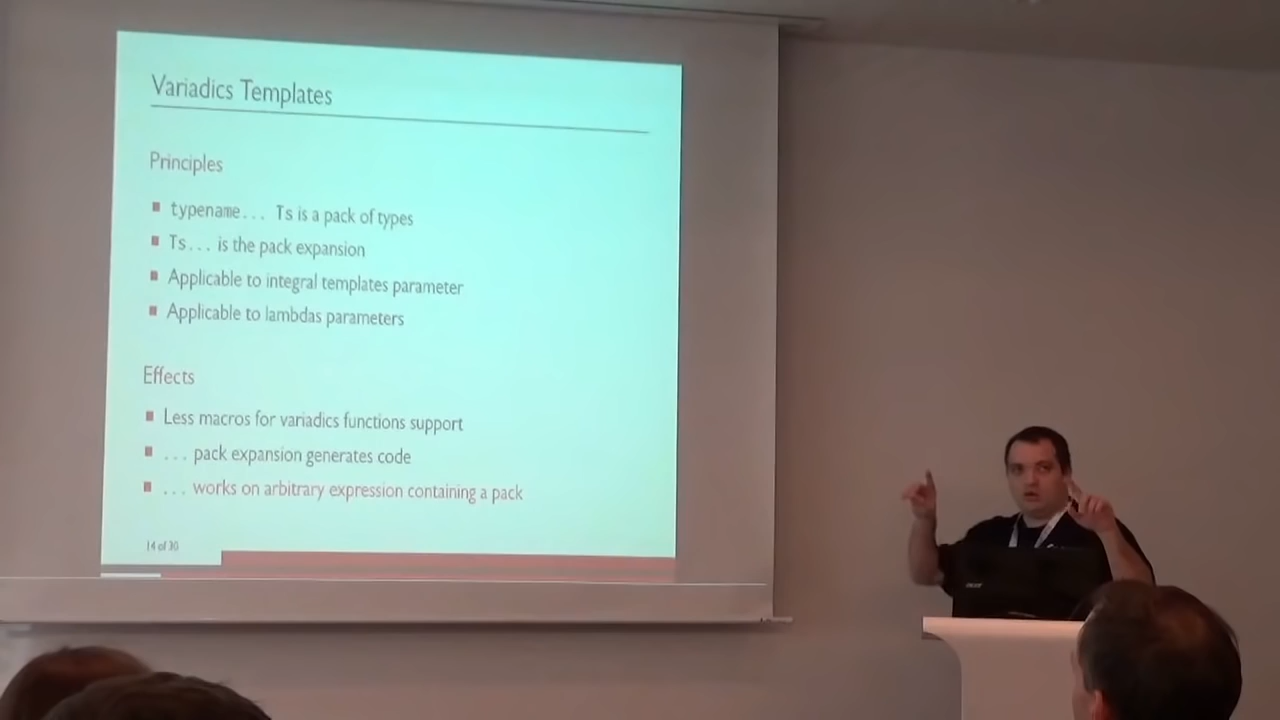 Variadics Templates
Principles
typename... Ts is a pack of types
Ts... is the pack expansion
Applicable to integral templates parameter
Applicable to lambdas parameters
Effects
Less macros for variadics functions support
... pack expansion generates code
... works on arbitrary expression containing a pack
14 of 30
acer